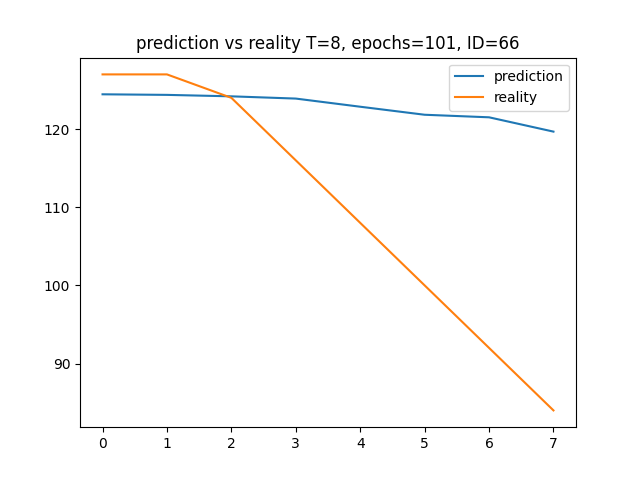 prediction vs reality T=8, epochs=101, ID=66
prediction
reality
120
110
100
90
0 1 2 3 4 5 6 7